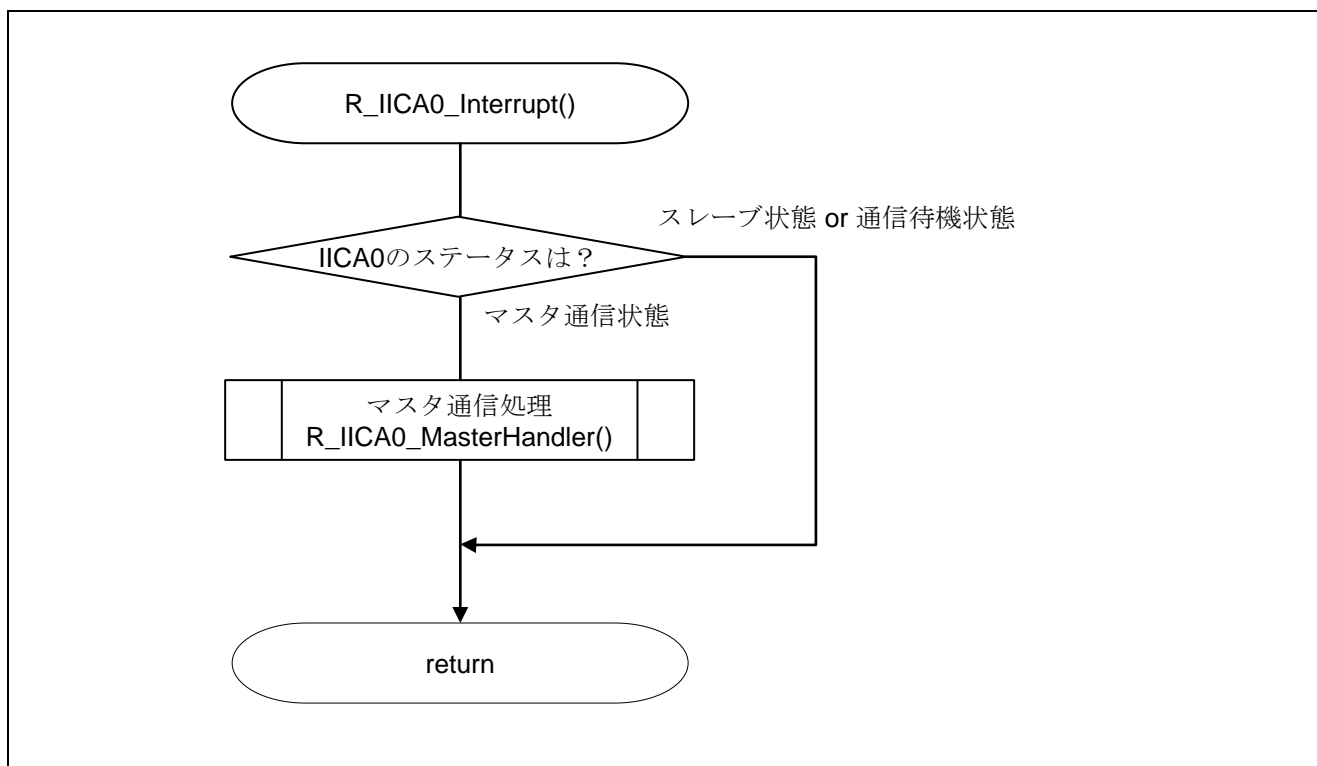 R_IICA0_Interrupt()
スレーブ状態 or 通信待機状態
IICA0のステータスは？
マスタ通信状態
マスタ通信処理
R_IICA0_MasterHandler()
return